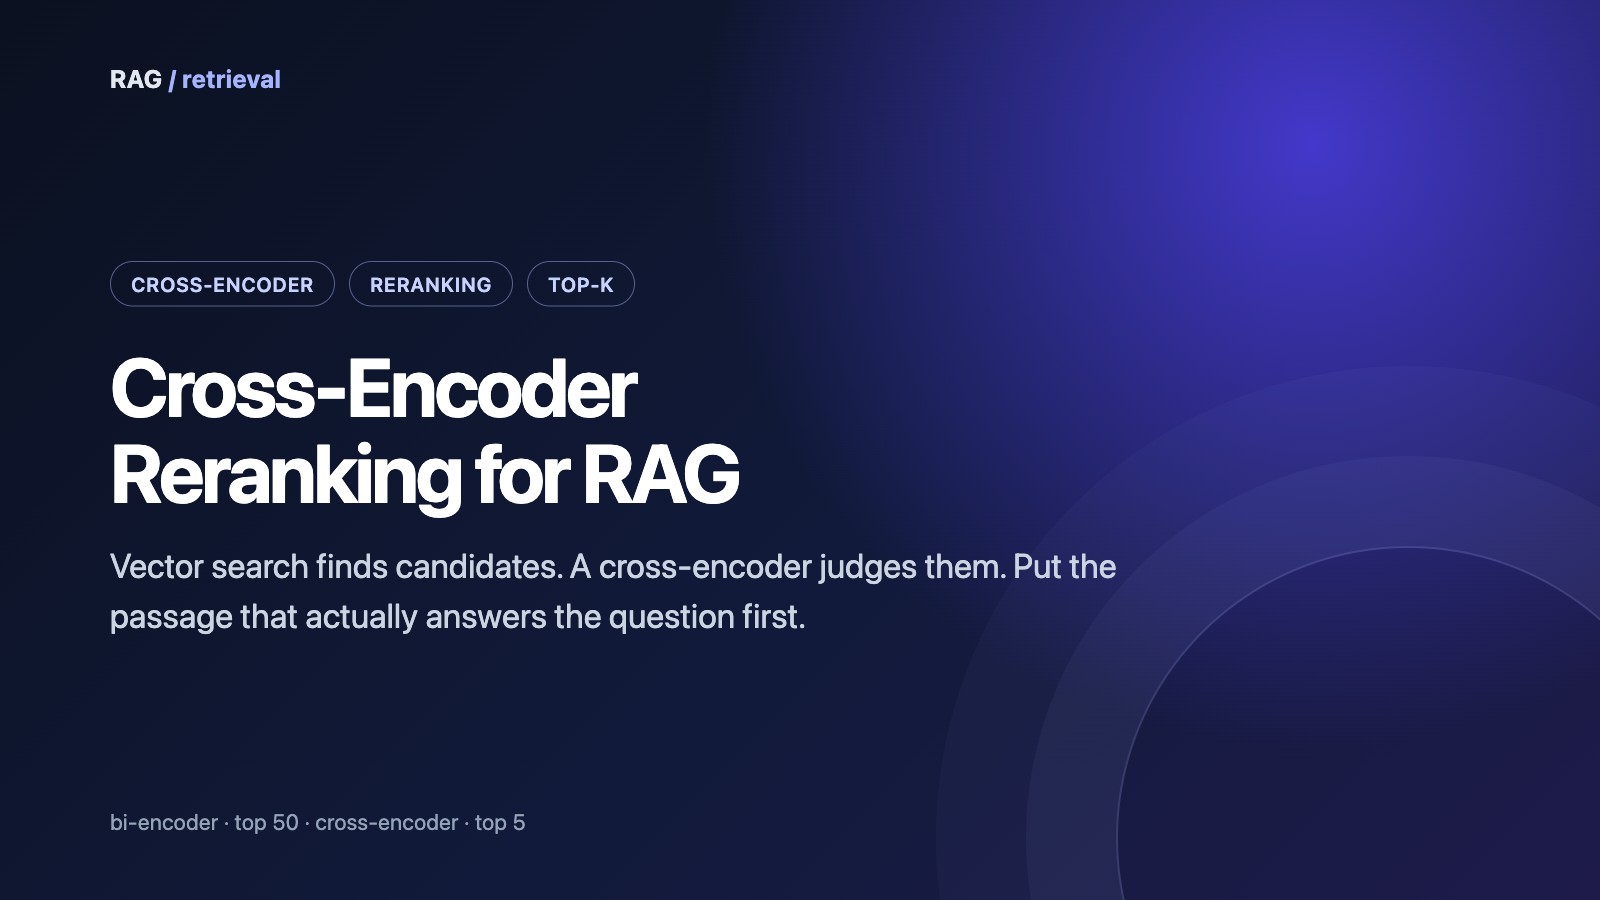 RAG / retrieval
CROSS-ENCODER RERANKING TOP-K
Cross-Encoder
Reranking for RAG
Vector search finds candidates. A cross-encoder judges them. Put the
passage that actually answers the question first.
bi-encoder · top 50 · cross-encoder · top 5